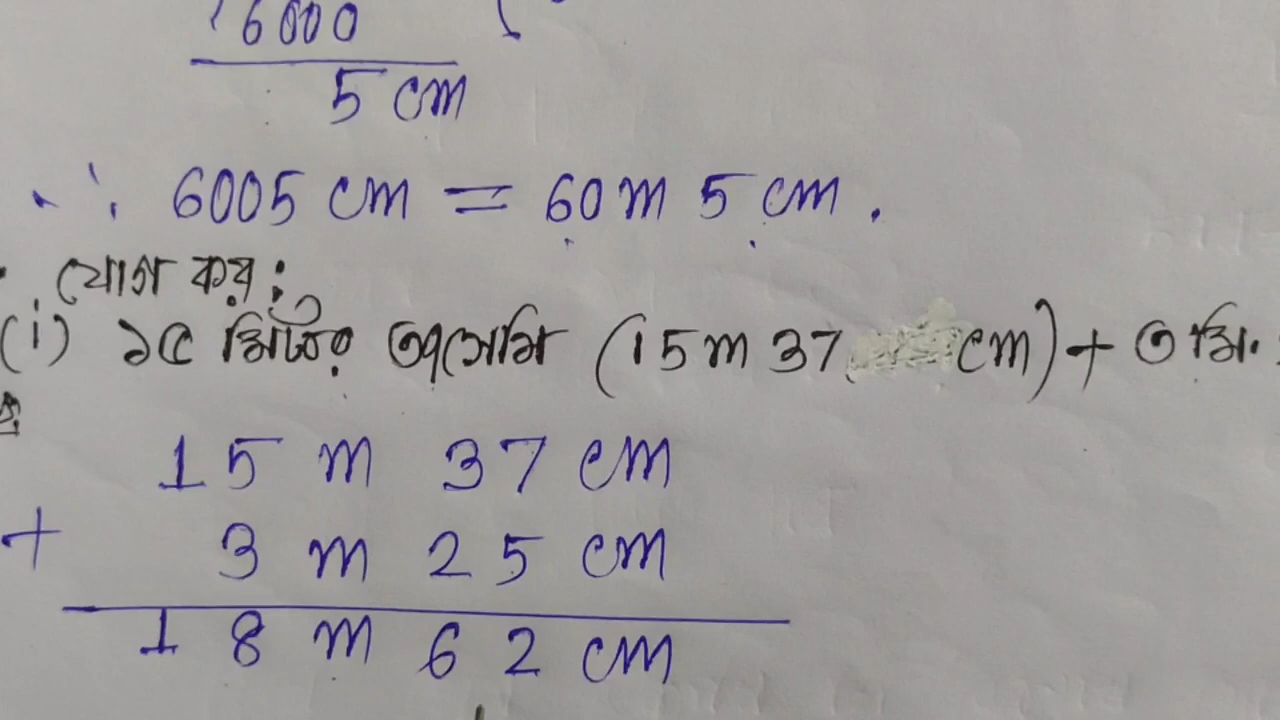 6000
5 cm
∴ 6005 cm = 60 m 5 cm.
যোগ কর:
(i) ১৫ মিটার ৩৭ সেমি (15 m 37 cm) + ৩ মি.
15 m 37 cm
+ 3 m 25 cm
18 m 62 cm